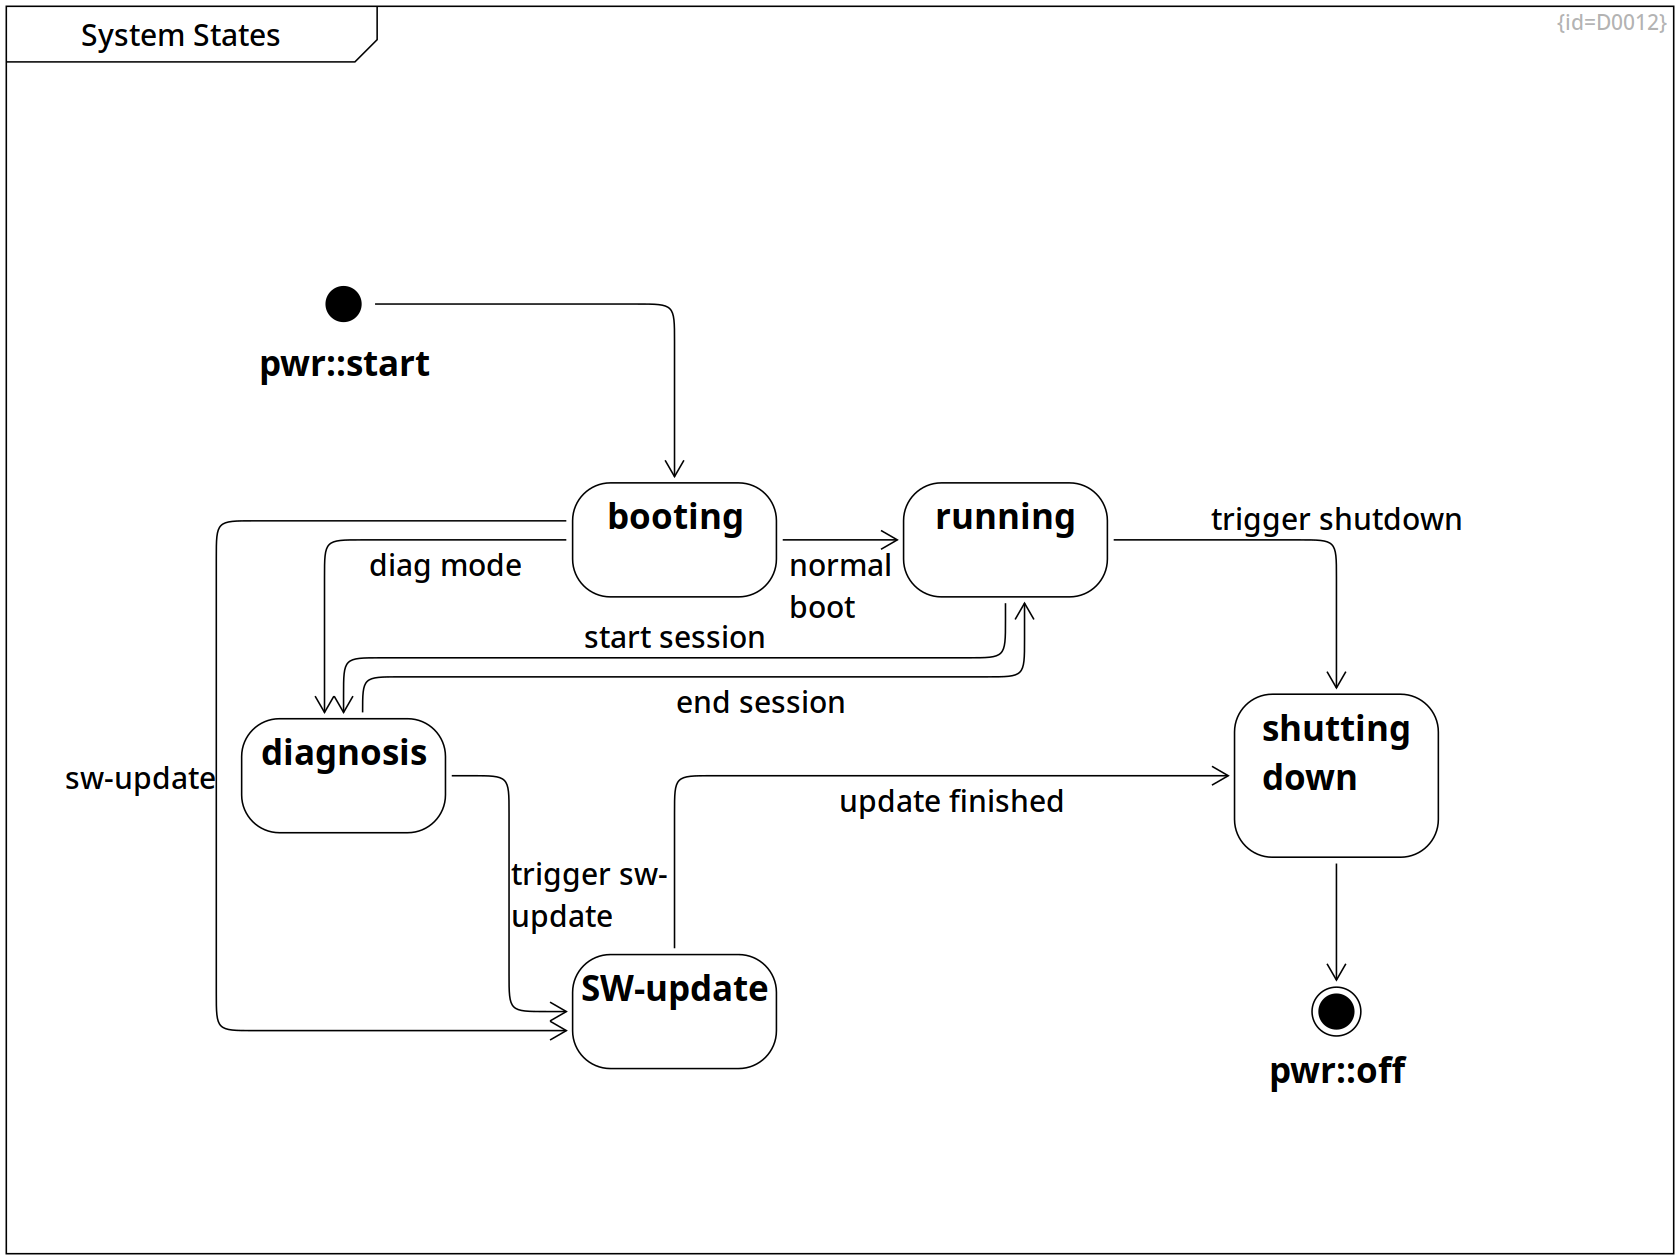 System States
{id=D0012}
pwr::start
booting
running
trigger shutdown
diag mode
normal
boot
start session
end session
diagnosis
shutting
down
sw-update
update finished
trigger sw-
update
SW-update
pwr::off